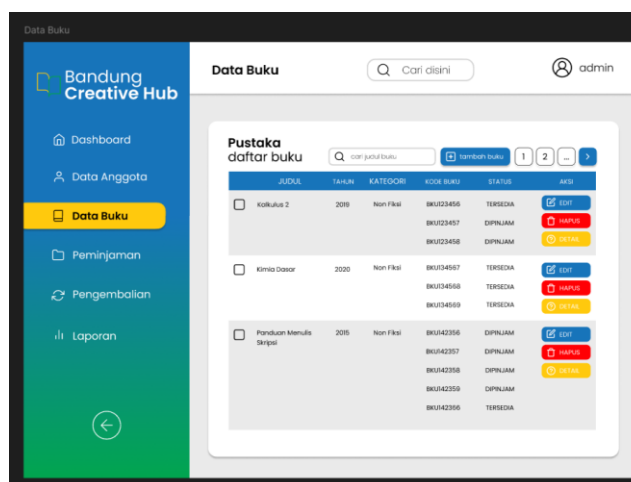 Data Buku
Bandung
Creative Hub
Dashboard
Data Anggota
Data Buku
Peminjaman
Pengembalian
Laporan
Data Buku
Cari disini
admin
Pustaka
daftar buku
cari judul buku
tambah buku
1 2 ... >
JUDUL TAHUN KATEGORI KODE BUKU STATUS AKSI
Kalkulus 2 2019 Non Fiksi BKU123456 TERSEDIA EDIT
BKU123457 DIPINJAM HAPUS
BKU123458 DIPINJAM DETAIL
Kimia Dasar 2020 Non Fiksi BKU134567 TERSEDIA EDIT
BKU134568 TERSEDIA HAPUS
BKU134569 TERSEDIA DETAIL
Panduan Menulis 2015 Non Fiksi BKU142356 DIPINJAM EDIT
Skripsi
BKU142357 DIPINJAM HAPUS
BKU142358 DIPINJAM DETAIL
BKU142359 DIPINJAM
BKU142366 TERSEDIA